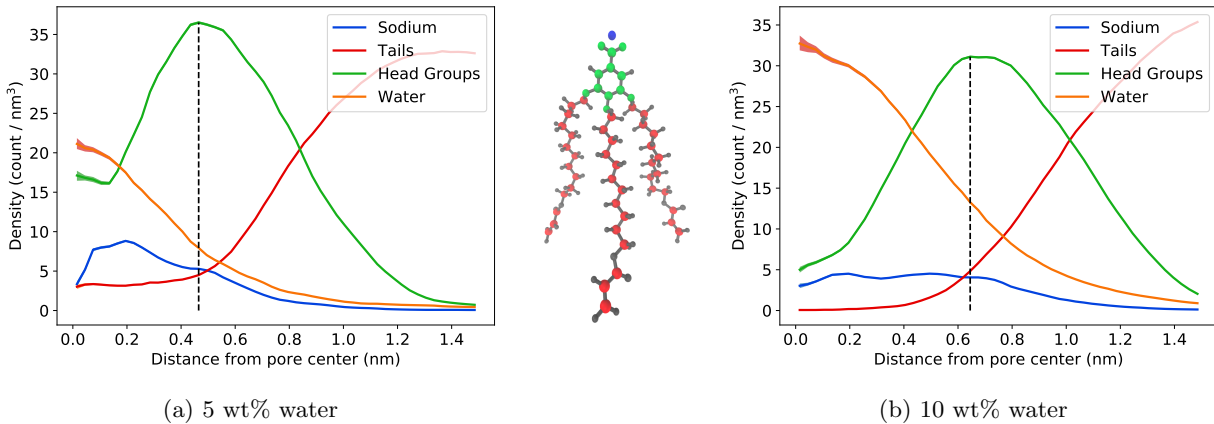 Density (count / nm³)
35
30
25
20
15
10
5
0
Sodium
Tails
Head Groups
Water
0.0 0.2 0.4 0.6 0.8 1.0 1.2 1.4
Distance from pore center (nm)
(a) 5 wt% water
Density (count / nm³)
35
30
25
20
15
10
5
0
Sodium
Tails
Head Groups
Water
0.0 0.2 0.4 0.6 0.8 1.0 1.2 1.4
Distance from pore center (nm)
(b) 10 wt% water